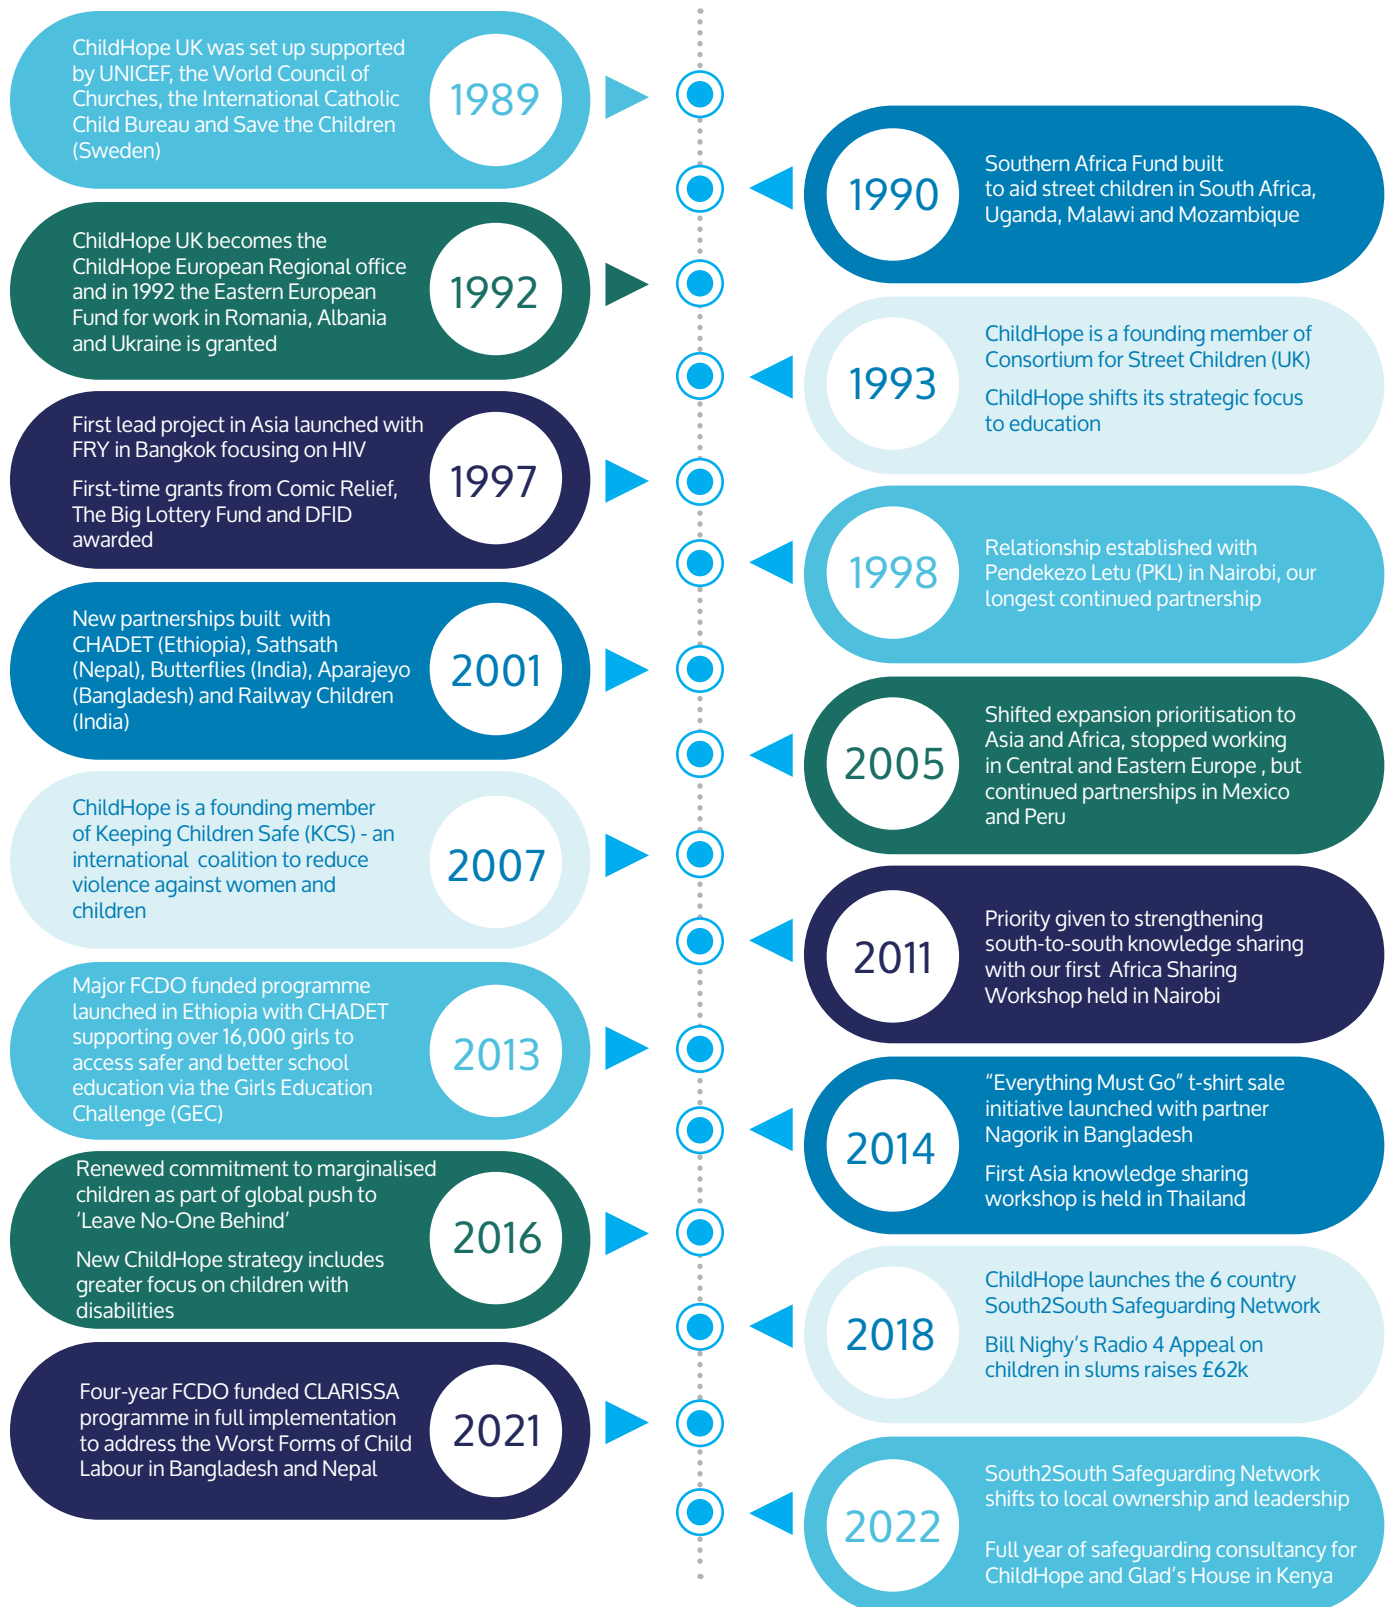 ChildHope UK was set up supported
by UNICEF, the World Council of
Churches, the International Catholic
Child Bureau and Save the Children
(Sweden)
1989
1990
Southern Africa Fund built
to aid street children in South Africa,
Uganda, Malawi and Mozambique
ChildHope UK becomes the
ChildHope European Regional office
and in 1992 the Eastern European
Fund for work in Romania, Albania
and Ukraine is granted
1992
1993
ChildHope is a founding member of
Consortium for Street Children (UK)
ChildHope shifts its strategic focus
to education
First lead project in Asia launched with
FRY in Bangkok focusing on HIV
First-time grants from Comic Relief,
The Big Lottery Fund and DFID
awarded
1997
1998
Relationship established with
Pendekezo Letu (PKL) in Nairobi, our
longest continued partnership
New partnerships built with
CHADET (Ethiopia), Sathsath
(Nepal), Butterflies (India), Aparajeyo
(Bangladesh) and Railway Children
(India)
2001
2005
Shifted expansion prioritisation to
Asia and Africa, stopped working
in Central and Eastern Europe , but
continued partnerships in Mexico
and Peru
ChildHope is a founding member
of Keeping Children Safe (KCS) - an
international coalition to reduce
violence against women and
children
2007
2011
Priority given to strengthening
south-to-south knowledge sharing
with our first Africa Sharing
Workshop held in Nairobi
Major FCDO funded programme
launched in Ethiopia with CHADET
supporting over 16,000 girls to
access safer and better school
education via the Girls Education
Challenge (GEC)
2013
2014
“Everything Must Go” t-shirt sale
initiative launched with partner
Nagorik in Bangladesh
First Asia knowledge sharing
workshop is held in Thailand
Renewed commitment to marginalised
children as part of global push to
‘Leave No-One Behind’
New ChildHope strategy includes
greater focus on children with
disabilities
2016
2018
ChildHope launches the 6 country
South2South Safeguarding Network
Bill Nighy’s Radio 4 Appeal on
children in slums raises £62k
Four-year FCDO funded CLARISSA
programme in full implementation
to address the Worst Forms of Child
Labour in Bangladesh and Nepal
2021
2022
South2South Safeguarding Network
shifts to local ownership and leadership
Full year of safeguarding consultancy for
ChildHope and Glad’s House in Kenya